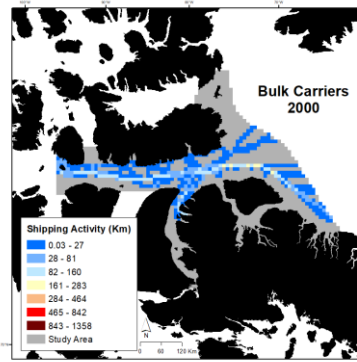 Bulk Carriers
2000
Shipping Activity (Km)
0.03 - 27
28 - 81
82 - 160
161 - 283
284 - 464
465 - 842
843 - 1358
Study Area
N
0
60
120 Km